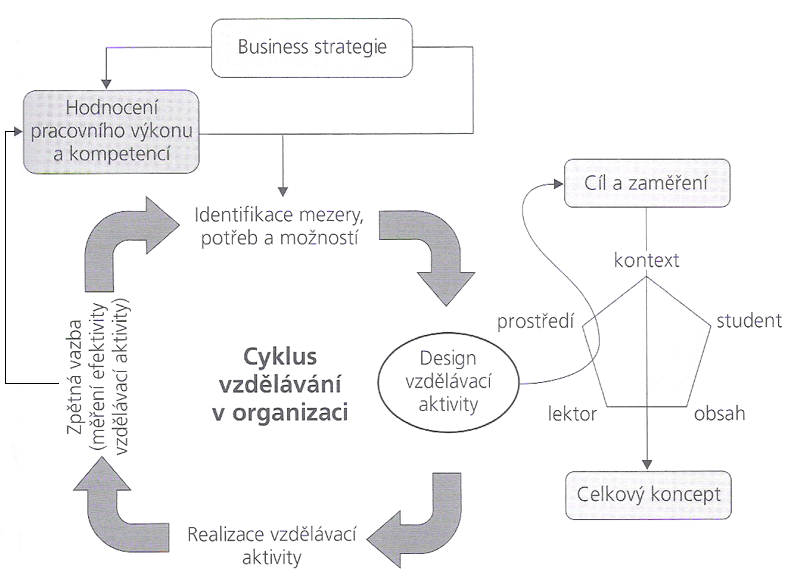 Business strategie
Hodnocení
pracovního výkonu
a kompetencí
Identifikace mezery,
potřeb a možností
Cíl a zaměření
kontext
prostředí
student
lektor
obsah
Celkový koncept
Design
vzdělávací
aktivity
Cyklus
vzdělávání
v organizaci
Zpětná vazba
(měření efektivity
vzdělávací aktivity)
Realizace vzdělávací
aktivity